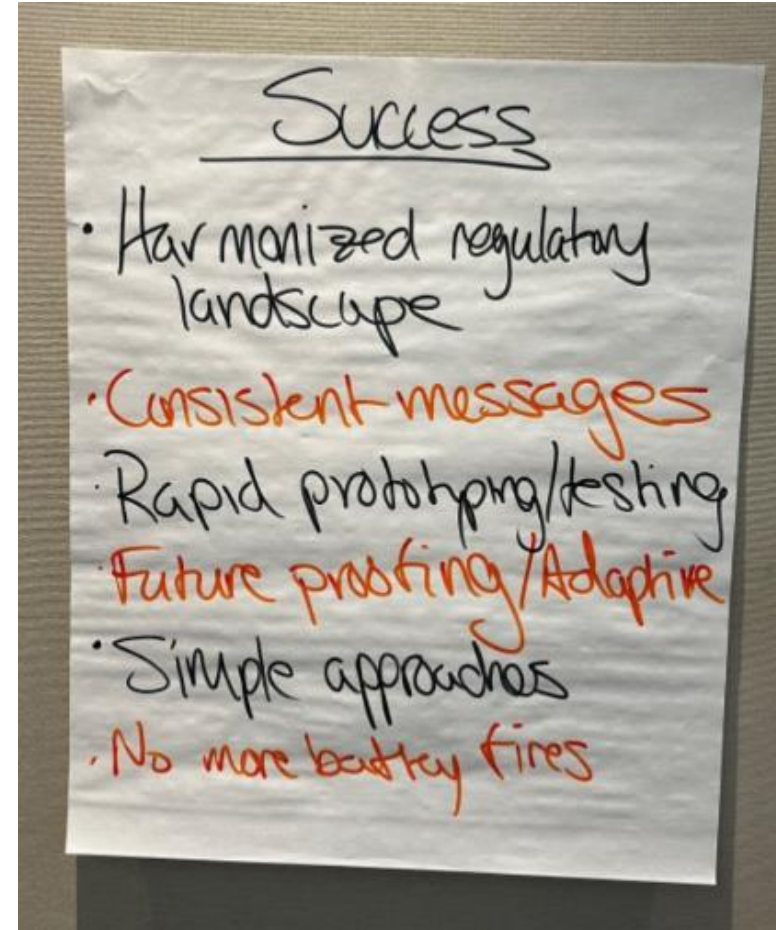 Success
• Harmonized regulatory
landscape
• Consistent messages
• Rapid prototyping/testing
• Future proofing/Adaptive
• Simple approaches
• No more battery fires